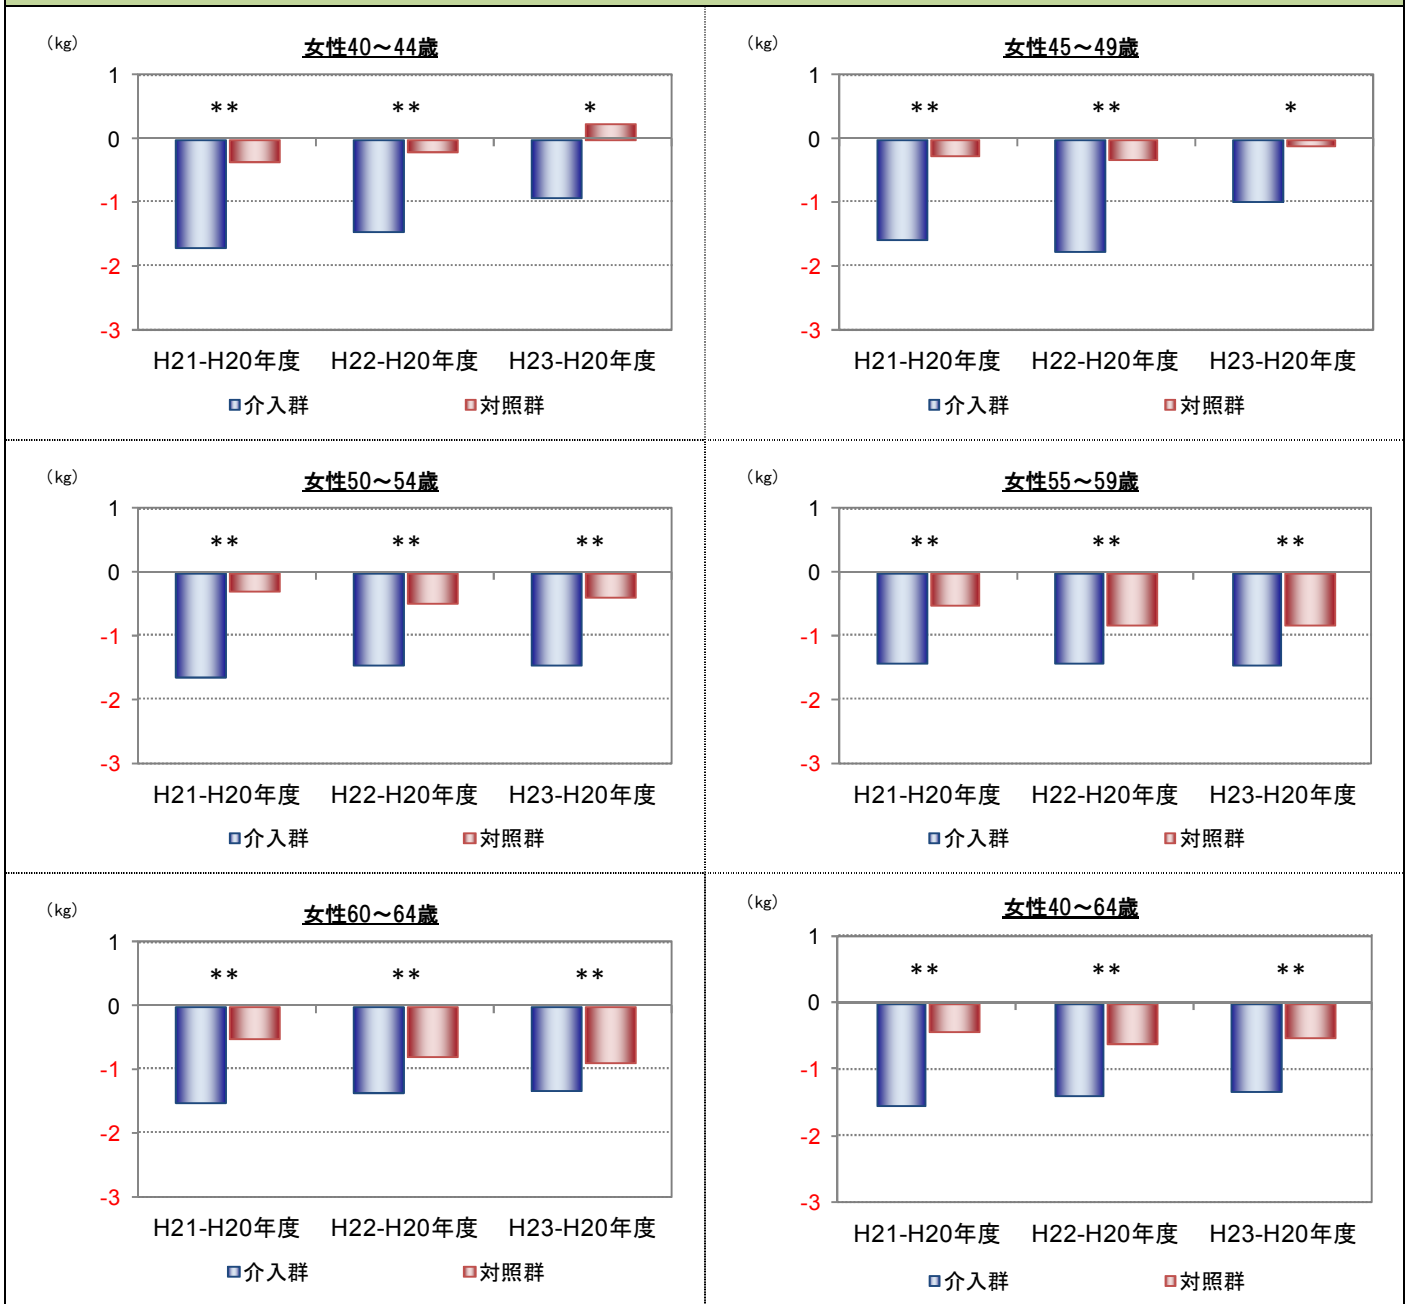 （kg）
女性40～44歳
1
**
**
*
0
-1
-2
-3
H21-H20年度 H22-H20年度 H23-H20年度
介入群 対照群
（kg）
女性45～49歳
1
**
**
*
0
-1
-2
-3
H21-H20年度 H22-H20年度 H23-H20年度
介入群 対照群
（kg）
女性50～54歳
1
**
**
**
0
-1
-2
-3
H21-H20年度 H22-H20年度 H23-H20年度
介入群 対照群
（kg）
女性55～59歳
1
**
**
**
0
-1
-2
-3
H21-H20年度 H22-H20年度 H23-H20年度
介入群 対照群
（kg）
女性60～64歳
1
**
**
**
0
-1
-2
-3
H21-H20年度 H22-H20年度 H23-H20年度
介入群 対照群
（kg）
女性40～64歳
1
**
**
**
0
-1
-2
-3
H21-H20年度 H22-H20年度 H23-H20年度
介入群 対照群